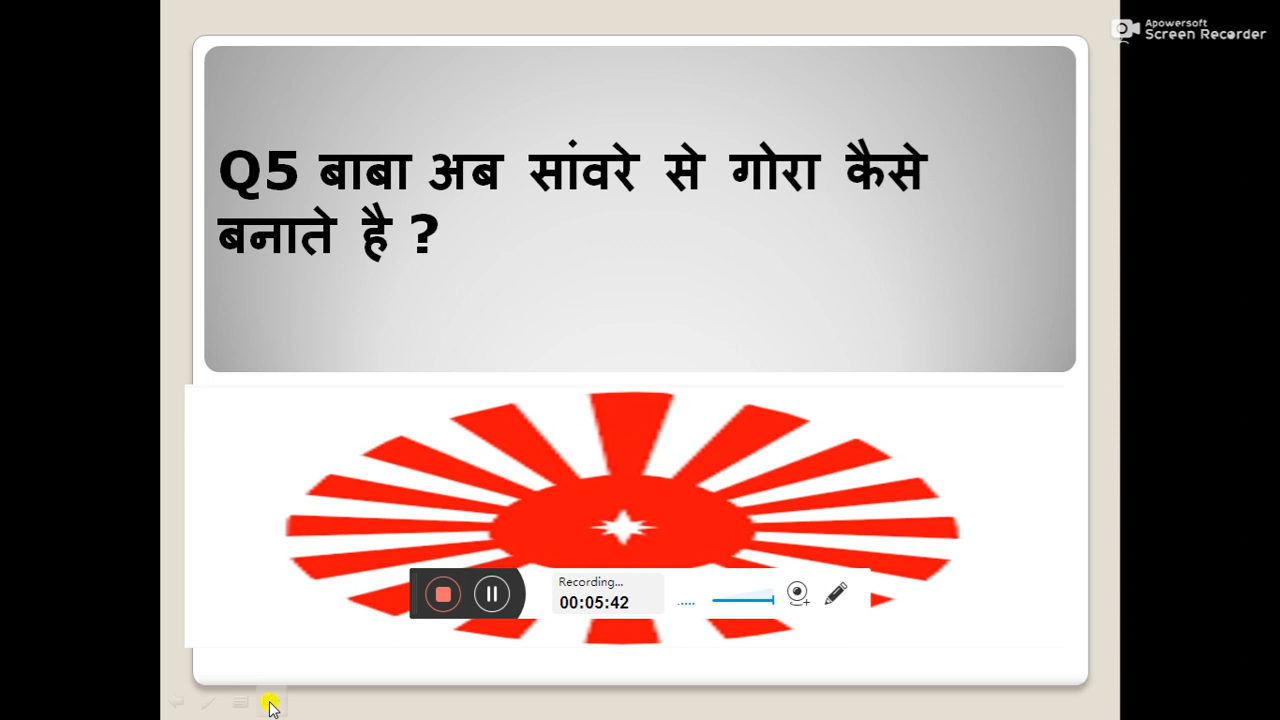 Apowersoft
Screen Recorder
Q5 बाबा अब सांवरे से गोरा कैसे
बनाते है ?
Recording...
00:05:42